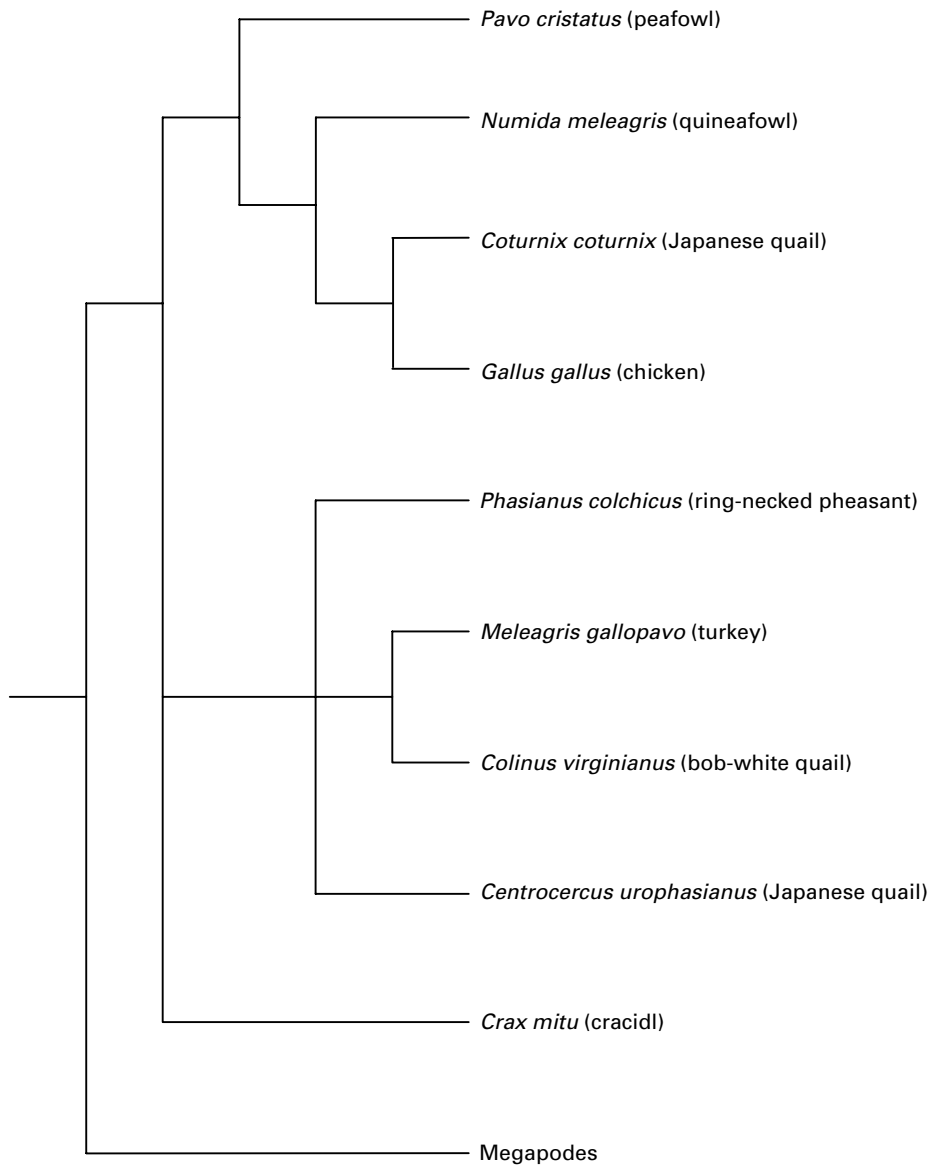 Pavo cristatus (peafowl)
Numida meleagris (quineafowl)
Coturnix coturnix (Japanese quail)
Gallus gallus (chicken)
Phasianus colchicus (ring-necked pheasant)
Meleagris gallopavo (turkey)
Colinus virginianus (bob-white quail)
Centrocercus urophasianus (Japanese quail)
Crax mitu (cracidl)
Megapodes